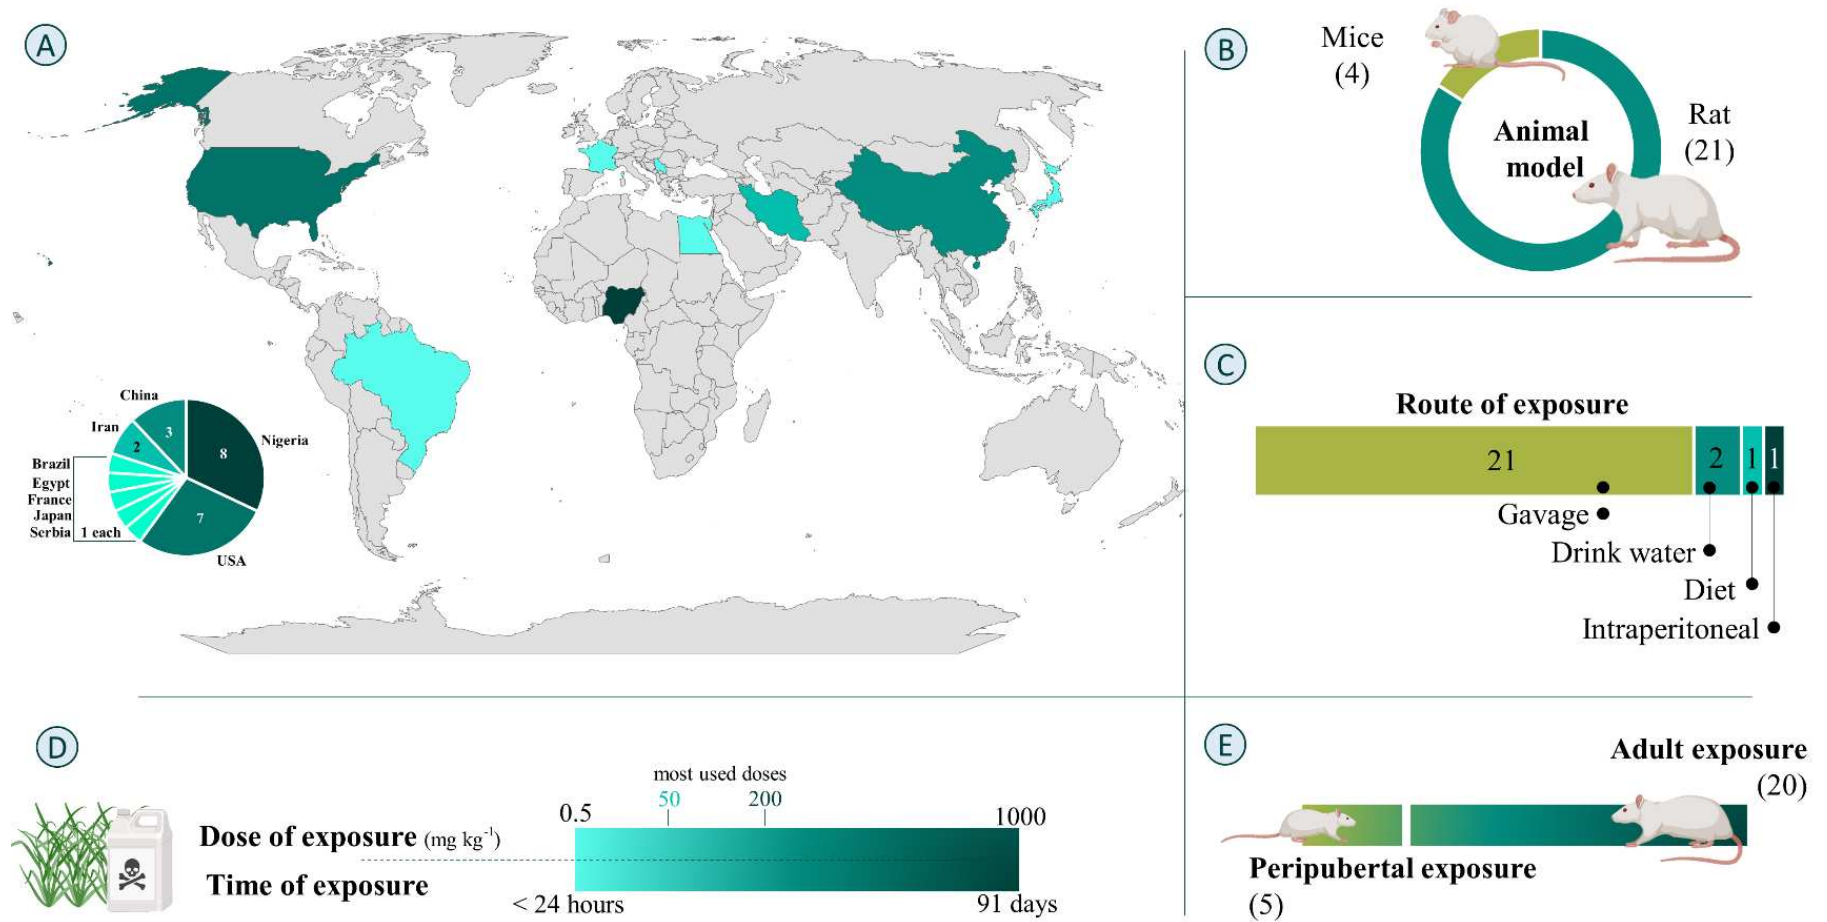 A
China
Iran
3
2
Nigeria
8
Brazil
Egypt
France
Japan
Serbia
1 each
7
USA
B
Mice
(4)
Animal
model
Rat
(21)
C
Route of exposure
21
2
1
1
Gavage
Drink water
Diet
Intraperitoneal
D
most used doses
0.5
50
200
1000
Dose of exposure (mg kg⁻¹)
Time of exposure
< 24 hours
91 days
E
Adult exposure
(20)
Peripubertal exposure
(5)